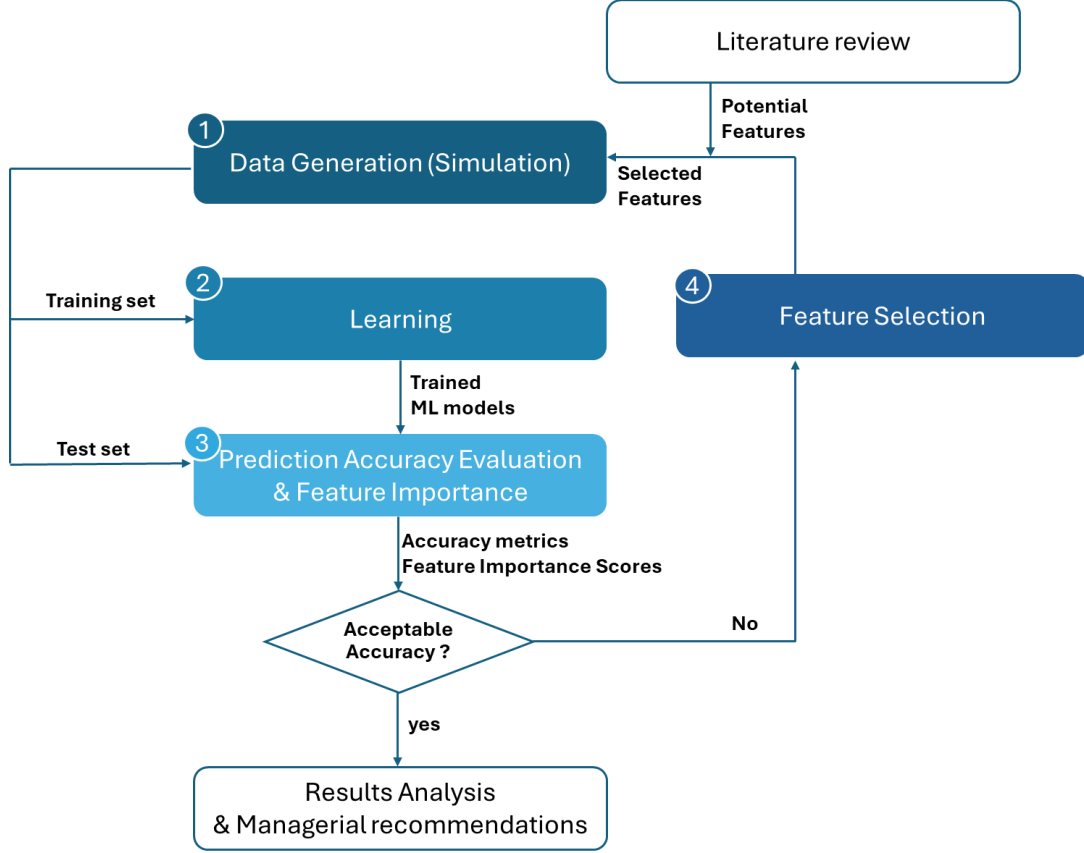 Literature review
Potential
Features
1
Data Generation (Simulation)
Selected
Features
2
Learning
Training set
4
Feature Selection
Trained
ML models
3
Prediction Accuracy Evaluation
& Feature Importance
Test set
Accuracy metrics
Feature Importance Scores
Acceptable
Accuracy ?
No
yes
Results Analysis
& Managerial recommendations